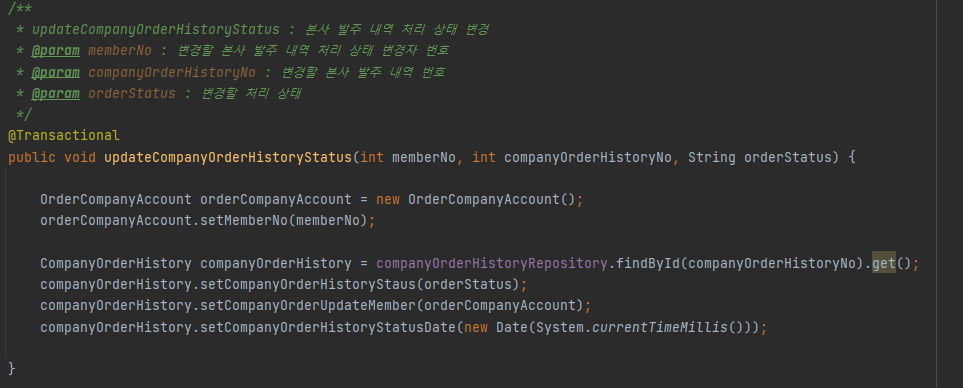 /**
 * updateCompanyOrderHistoryStatus : 본사 발주 내역 처리 상태 변경
 * @param memberNo : 변경할 본사 발주 내역 처리 상태 변경자 번호
 * @param companyOrderHistoryNo : 변경할 본사 발주 내역 번호
 * @param orderStatus : 변경할 처리 상태
 */
@Transactional
public void updateCompanyOrderHistoryStatus(int memberNo, int companyOrderHistoryNo, String orderStatus) {
OrderCompanyAccount orderCompanyAccount = new OrderCompanyAccount();
orderCompanyAccount.setMemberNo(memberNo);
CompanyOrderHistory companyOrderHistory = companyOrderHistoryRepository.findById(companyOrderHistoryNo).get();
companyOrderHistory.setCompanyOrderHistoryStaus(orderStatus);
companyOrderHistory.setCompanyOrderUpdateMember(orderCompanyAccount);
companyOrderHistory.setCompanyOrderHistoryStatusDate(new Date(System.currentTimeMillis()));
}